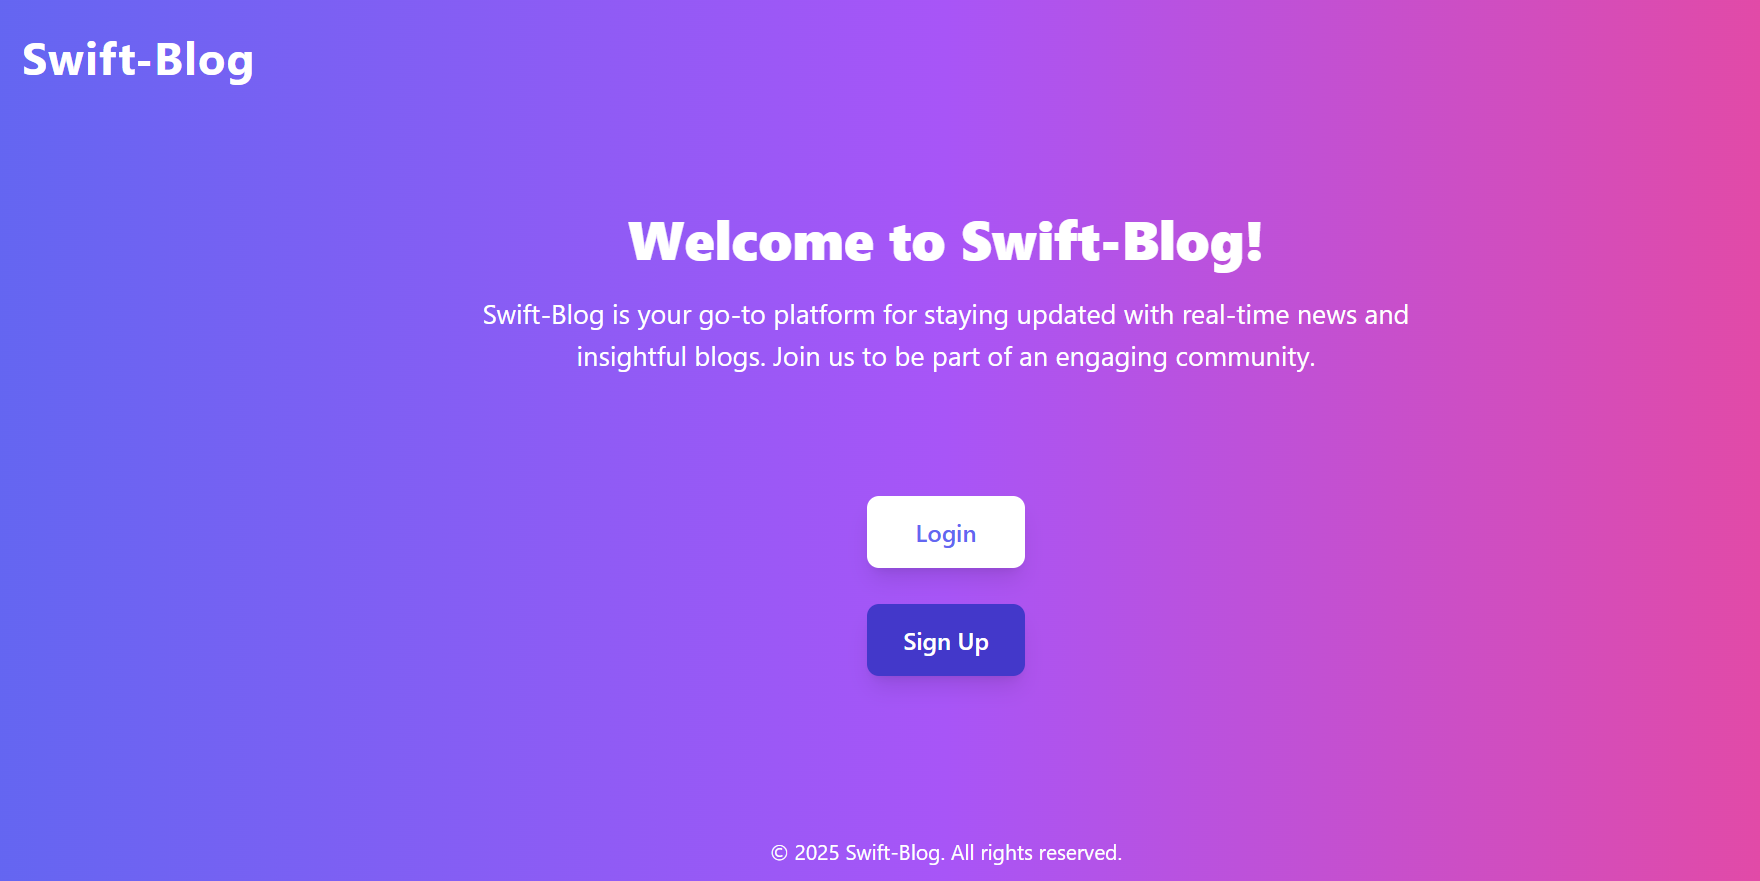 Swift-Blog
Welcome to Swift-Blog!
Swift-Blog is your go-to platform for staying updated with real-time news and
insightful blogs. Join us to be part of an engaging community.
Login
Sign Up
© 2025 Swift-Blog. All rights reserved.